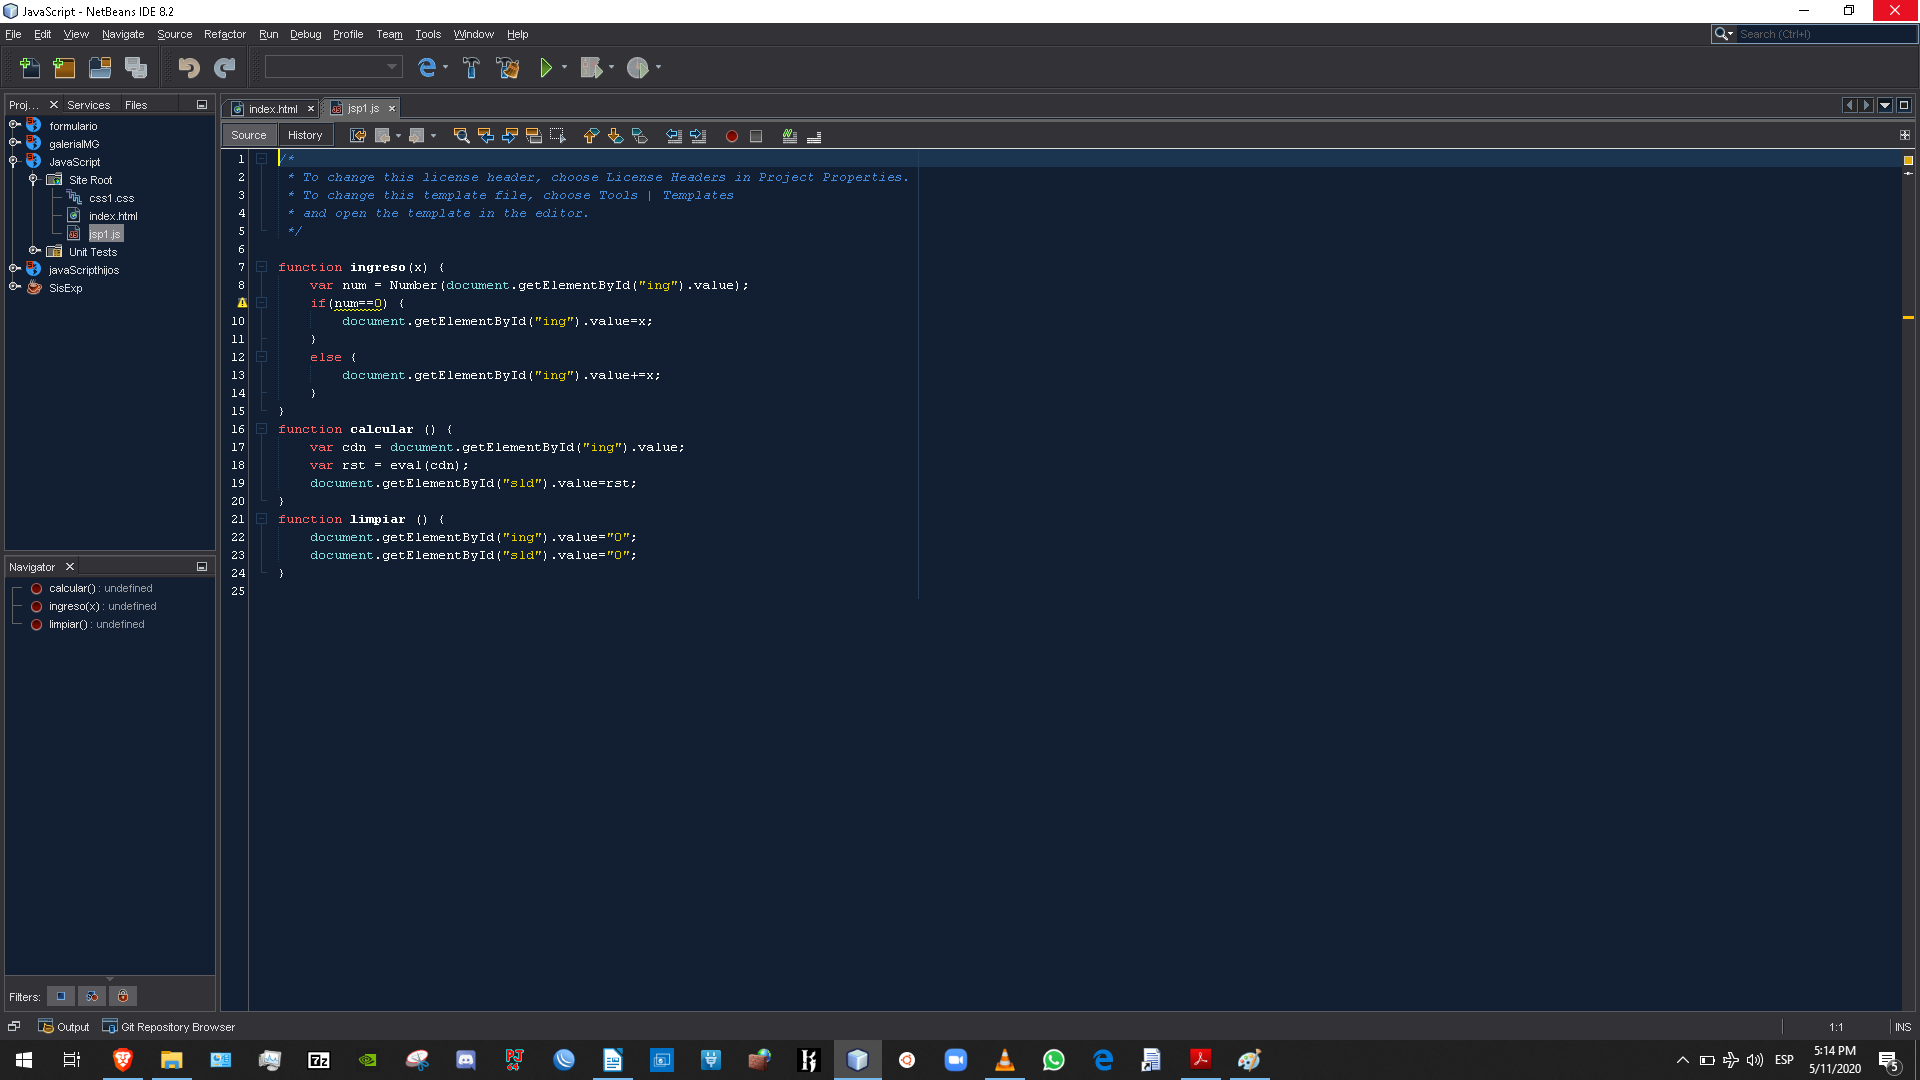 JavaScript - NetBeans IDE 8.2
File Edit View Navigate Source Refactor Run Debug Profile Team Tools Window Help
Search (Ctrl+I)
Proj... Services Files
formulario
galeriaIMG
JavaScript
Site Root
css1.css
index.html
jsp1.js
Unit Tests
javaScripthijos
SisExp
Navigator
calcular() : undefined
ingreso(x) : undefined
limpiar() : undefined
Filters:
index.html jsp1.js
Source History
1 /*
2 * To change this license header, choose License Headers in Project Properties.
3 * To change this template file, choose Tools | Templates
4 * and open the template in the editor.
5 */
6
7 function ingreso(x) {
8 var num = Number(document.getElementById("ing").value);
if(num==0) {
10 document.getElementById("ing").value=x;
11 }
12 else {
13 document.getElementById("ing").value+=x;
14 }
15 }
16 function calcular () {
17 var cdn = document.getElementById("ing").value;
18 var rst = eval(cdn);
19 document.getElementById("sld").value=rst;
20 }
21 function limpiar () {
22 document.getElementById("ing").value="0";
23 document.getElementById("sld").value="0";
24 }
25
Output Git Repository Browser
1:1 INS
7z
ESP
5:14 PM
5/11/2020
5